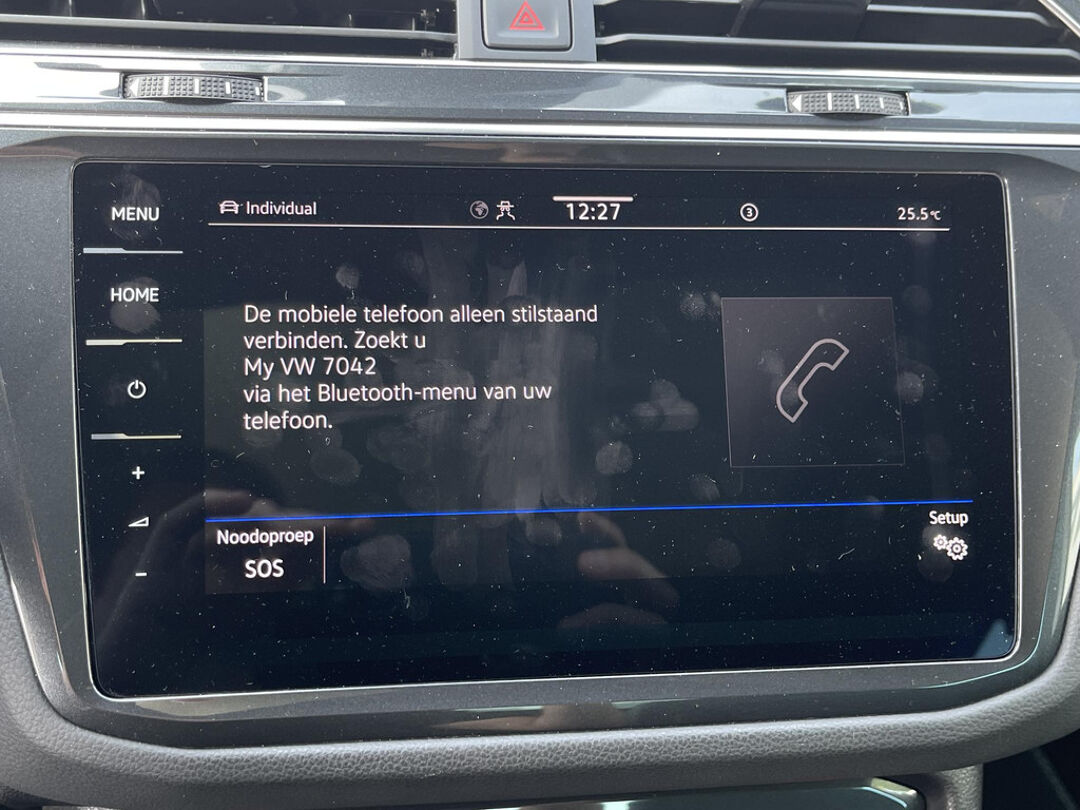 MENU
HOME
Individual
12:27
3
25.5°C
De mobiele telefoon alleen stilstaand
verbinden. Zoekt u
My VW 7042
via het Bluetooth-menu van uw
telefoon.
Noodoproep
SOS
Setup